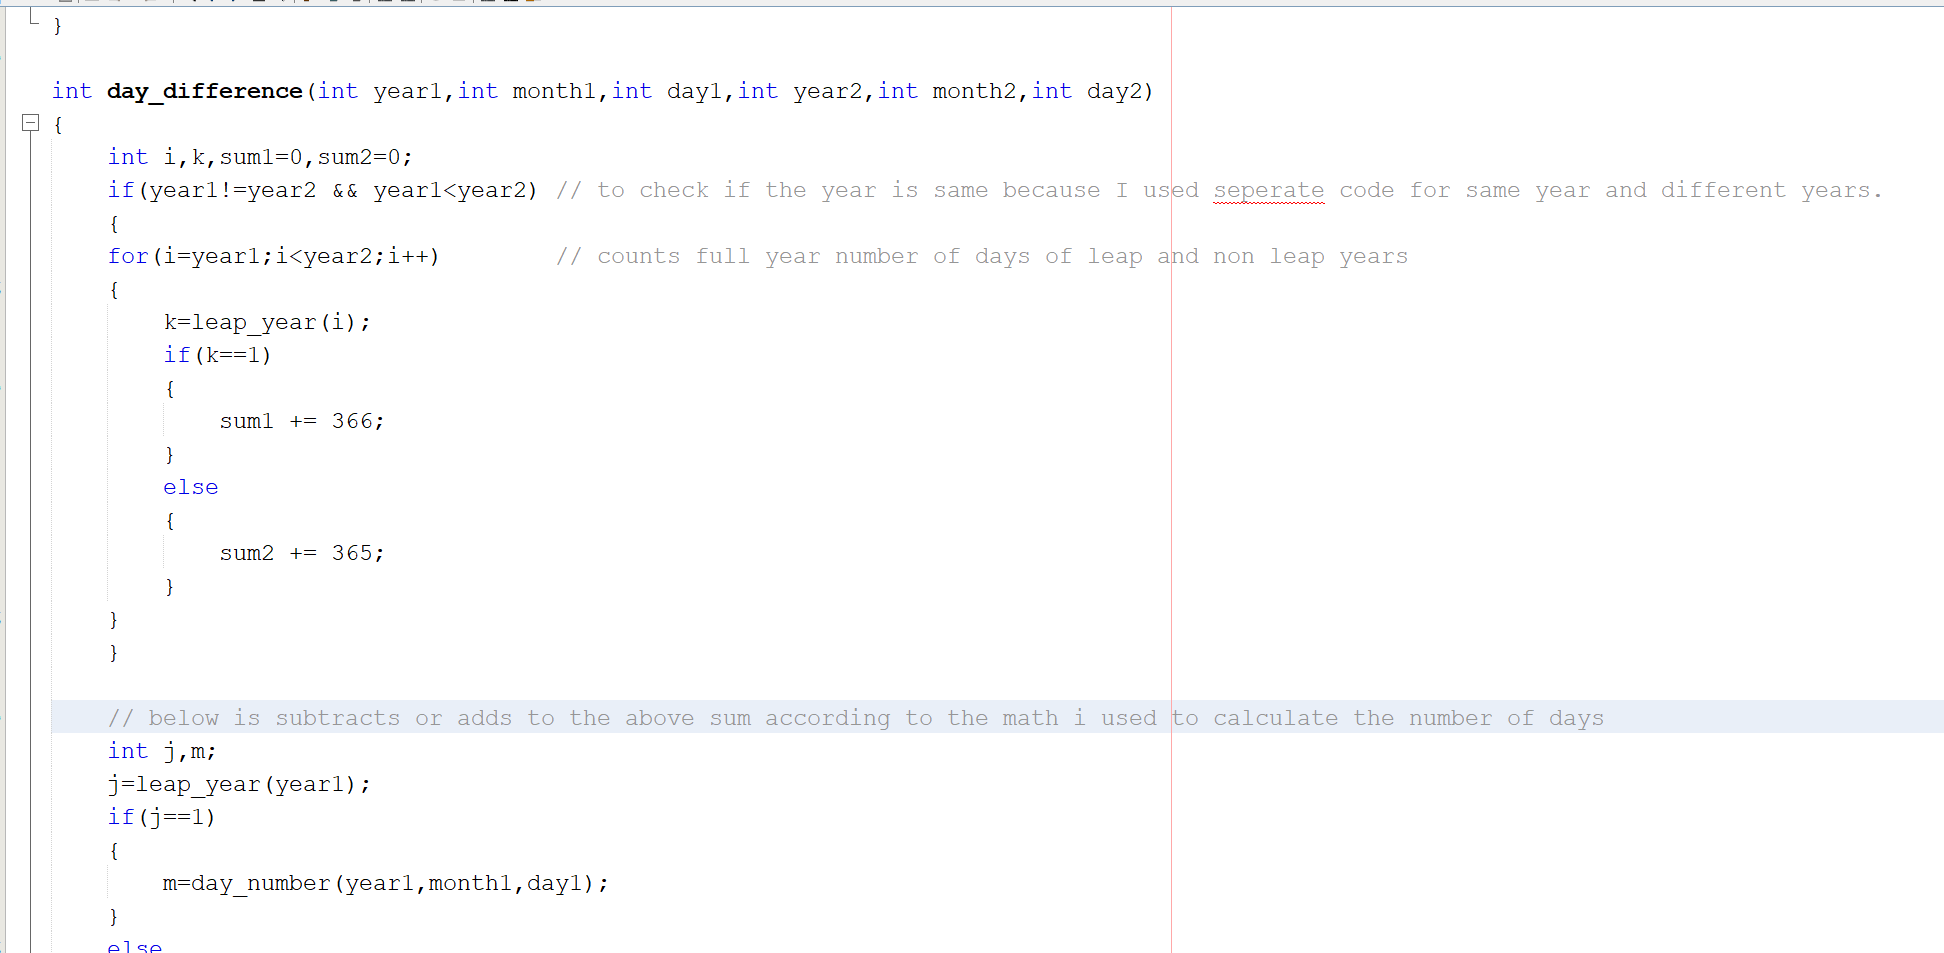 }
int day_difference(int year1,int month1,int day1,int year2,int month2,int day2)
{
int i,k,sum1=0,sum2=0;
if(year1!=year2 && year1<year2) // to check if the year is same because I used seperate code for same year and different years.
{
for(i=year1;i<year2;i++) // counts full year number of days of leap and non leap years
{
k=leap_year(i);
if(k==1)
{
sum1 += 366;
}
else
{
sum2 += 365;
}
}
}
// below is subtracts or adds to the above sum according to the math i used to calculate the number of days
int j,m;
j=leap_year(year1);
if(j==1)
{
m=day_number(year1,month1,day1);
}
else